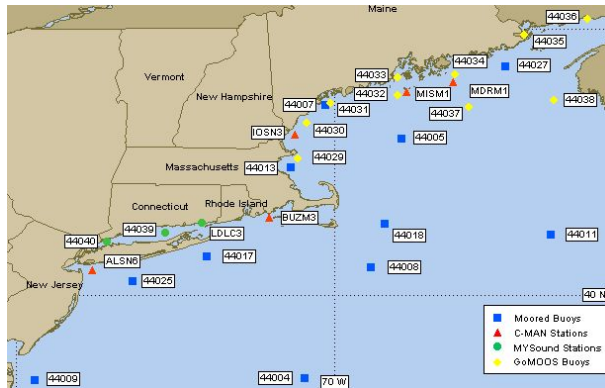 Maine
44036
44035
Vermont
44034
44027
44033
New Hampshire
44032
MISM1
MDRM1
44038
44007
44031
44037
IOSN3
44030
44005
44029
Massachusetts
44013
Rhode Island
Connecticut
BUZM3
44039
LDLC3
44018
44011
44040
ALSN6
44017
44008
New Jersey
44025
40 N
Moored Buoys
C-MAN Stations
MYSound Stations
GoMOOS Buoys
44009
44004
70 W